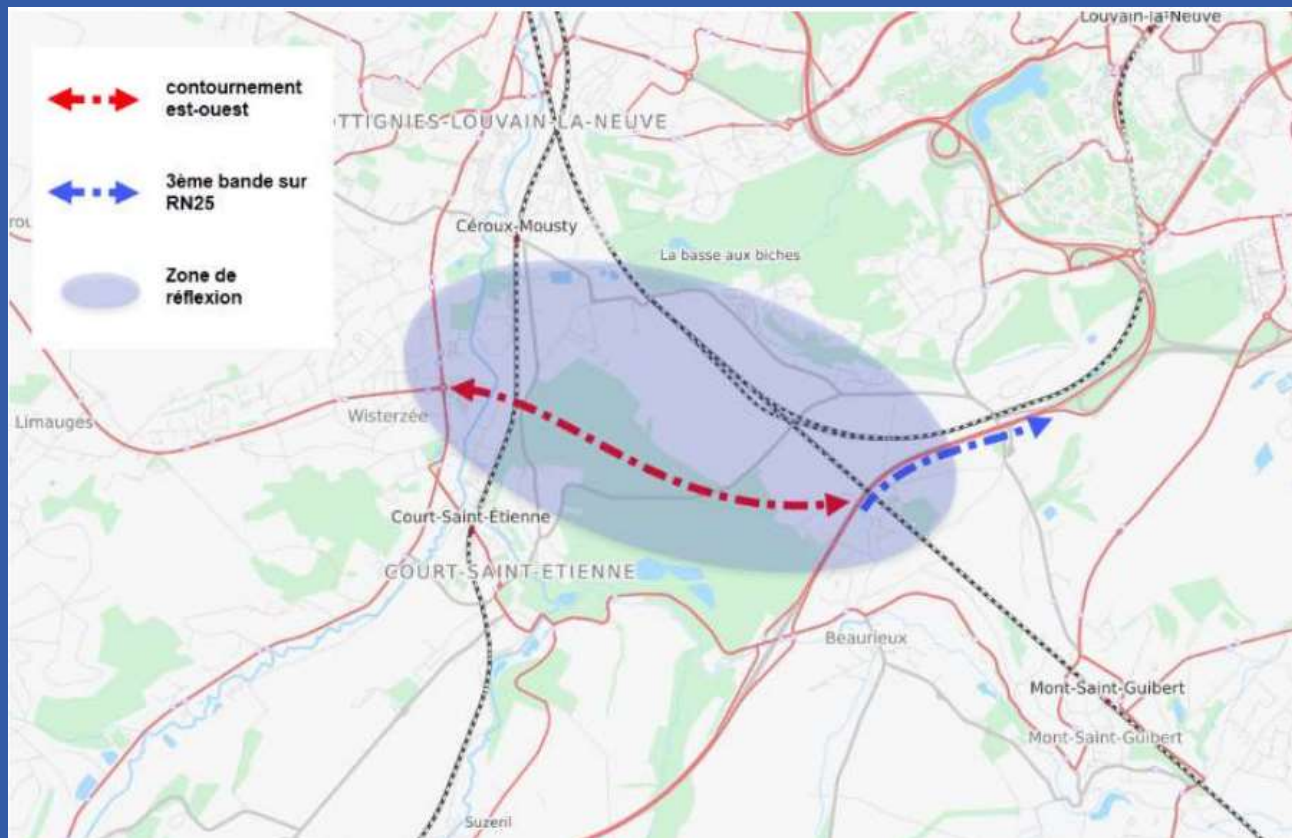 Louvain-la-Neuve
contournement
est-ouest
OTTIGNIES-LOUVAIN-LA-NEUVE
3ème bande sur
RN25
Céroux-Mousty
La basse aux biches
Zone de
réflexion
Limauges
Wisterzée
Court-Saint-Étienne
COURT-SAINT-ETIENNE
Beaurieux
Mont-Saint-Guibert
Mont-Saint-Guibert
Suzeril